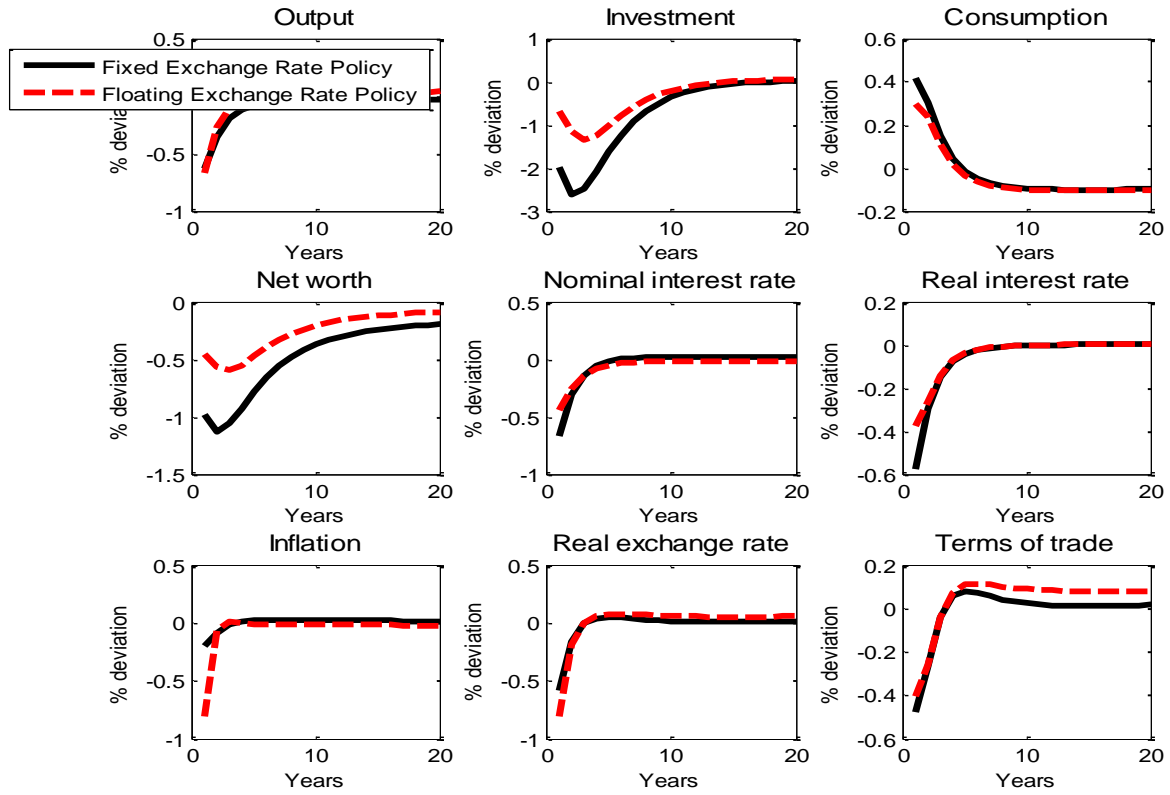 Output
Investment
Consumption
0.5
-0.5
-1
% deviation
0 10 20
Years
Fixed Exchange Rate Policy
Floating Exchange Rate Policy
1
0
-1
-2
-3
% deviation
0 10 20
Years
0.6
0.4
0.2
0
-0.2
% deviation
0 10 20
Years
Net worth
Nominal interest rate
Real interest rate
0
-0.5
-1
-1.5
% deviation
0 10 20
Years
0.5
0
-0.5
-1
% deviation
0 10 20
Years
0.2
0
-0.2
-0.4
-0.6
% deviation
0 10 20
Years
Inflation
Real exchange rate
Terms of trade
0.5
0
-0.5
-1
% deviation
0 10 20
Years
0.5
0
-0.5
-1
% deviation
0 10 20
Years
0.2
0
-0.2
-0.4
-0.6
% deviation
0 10 20
Years